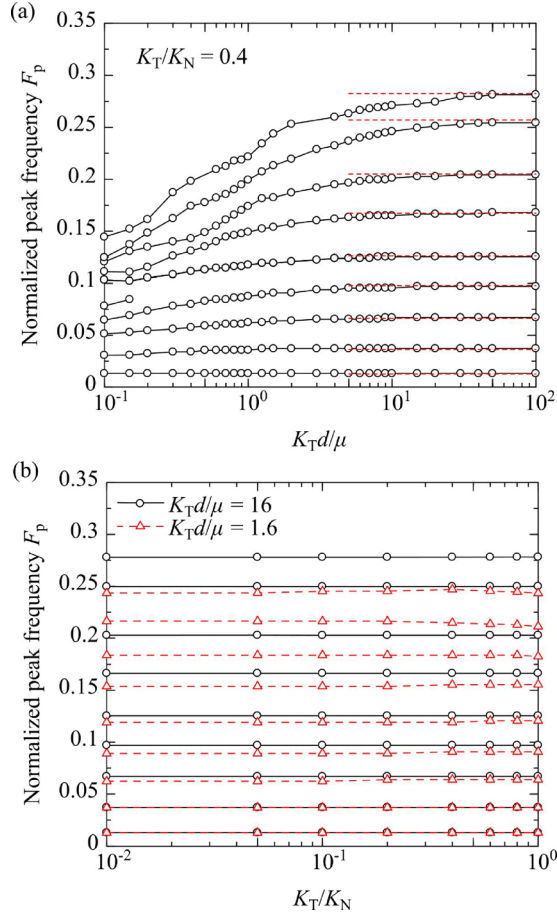 (a)
K_T/K_N = 0.4
0.35
0.3
0.25
0.2
0.15
0.1
0.05
0
Normalized peak frequency F_p
10^-1
10^0
10^1
10^2
K_Td/μ
(b)
K_Td/μ = 16
K_Td/μ = 1.6
0.35
0.3
0.25
0.2
0.15
0.1
0.05
0
Normalized peak frequency F_p
10^-2
10^-1
10^0
K_T/K_N